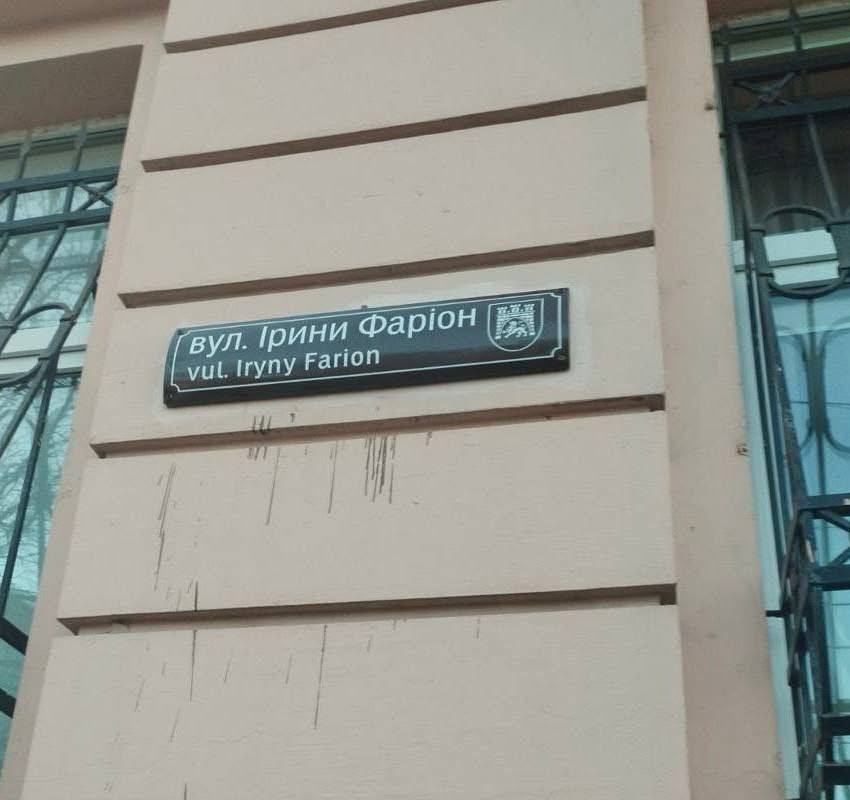 вул. Ірини Фаріон
vul. Iryny Farion